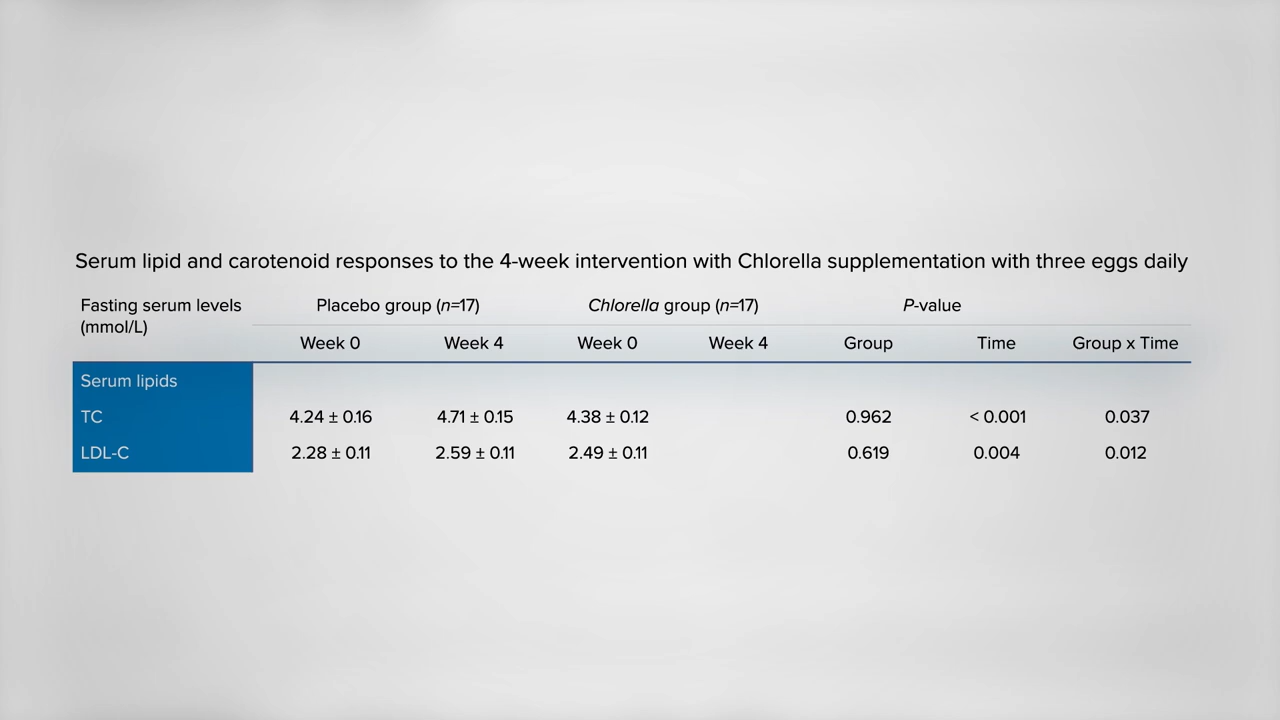 Serum lipid and carotenoid responses to the 4-week intervention with Chlorella supplementation with three eggs daily
Fasting serum levels (mmol/L) Placebo group (n=17) Chlorella group (n=17) P-value
Week 0 Week 4 Week 0 Week 4 Group Time Group x Time
Serum lipids
TC 4.24 ± 0.16 4.71 ± 0.15 4.38 ± 0.12 0.962 < 0.001 0.037
LDL-C 2.28 ± 0.11 2.59 ± 0.11 2.49 ± 0.11 0.619 0.004 0.012